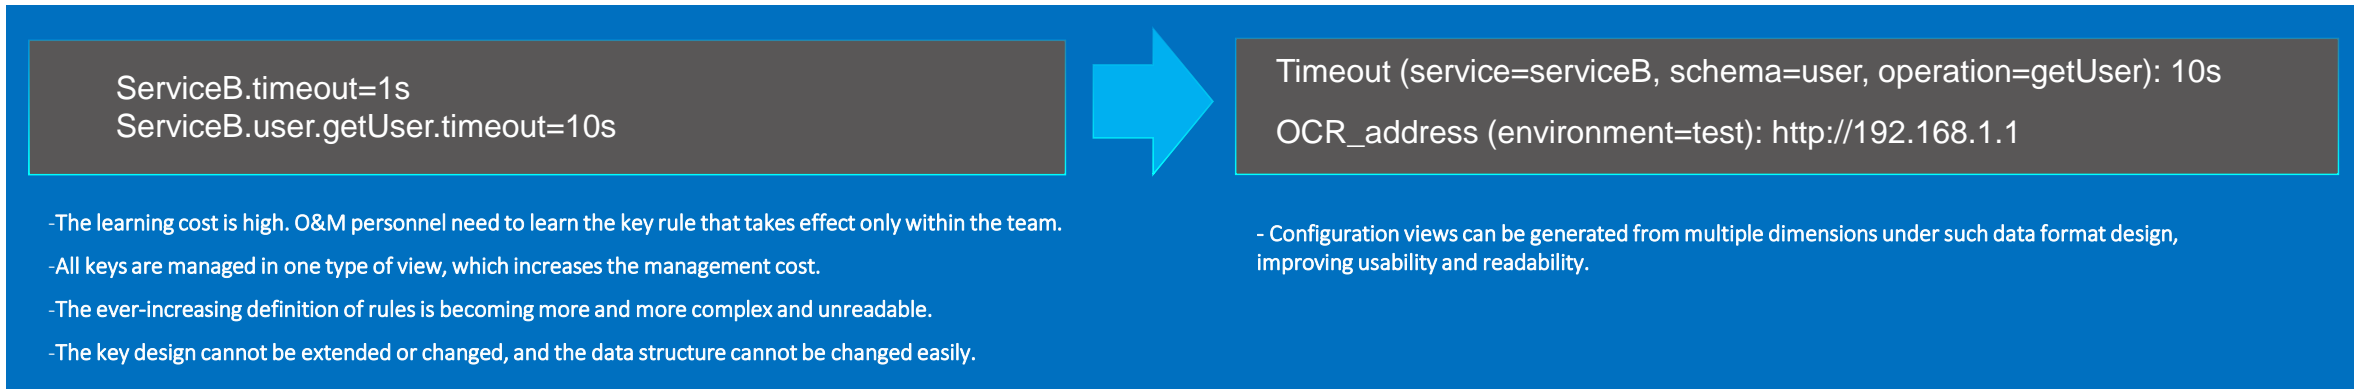 ServiceB.timeout=1s
ServiceB.user.getUser.timeout=10s
-The learning cost is high. O&M personnel need to learn the key rule that takes effect only within the team.
-All keys are managed in one type of view, which increases the management cost.
-The ever-increasing definition of rules is becoming more and more complex and unreadable.
-The key design cannot be extended or changed, and the data structure cannot be changed easily.
Timeout (service=serviceB, schema=user, operation=getUser): 10s
OCR_address (environment=test): http://192.168.1.1
- Configuration views can be generated from multiple dimensions under such data format design,
improving usability and readability.